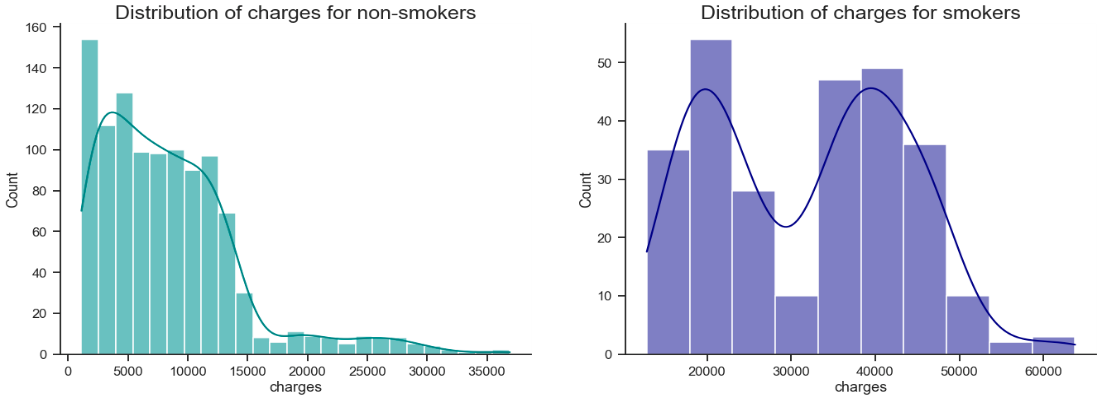 Distribution of charges for non-smokers
160
140
120
100
80
60
40
20
0
Count
0 5000 10000 15000 20000 25000 30000 35000
charges
Distribution of charges for smokers
50
40
30
20
10
0
Count
20000 30000 40000 50000 60000
charges